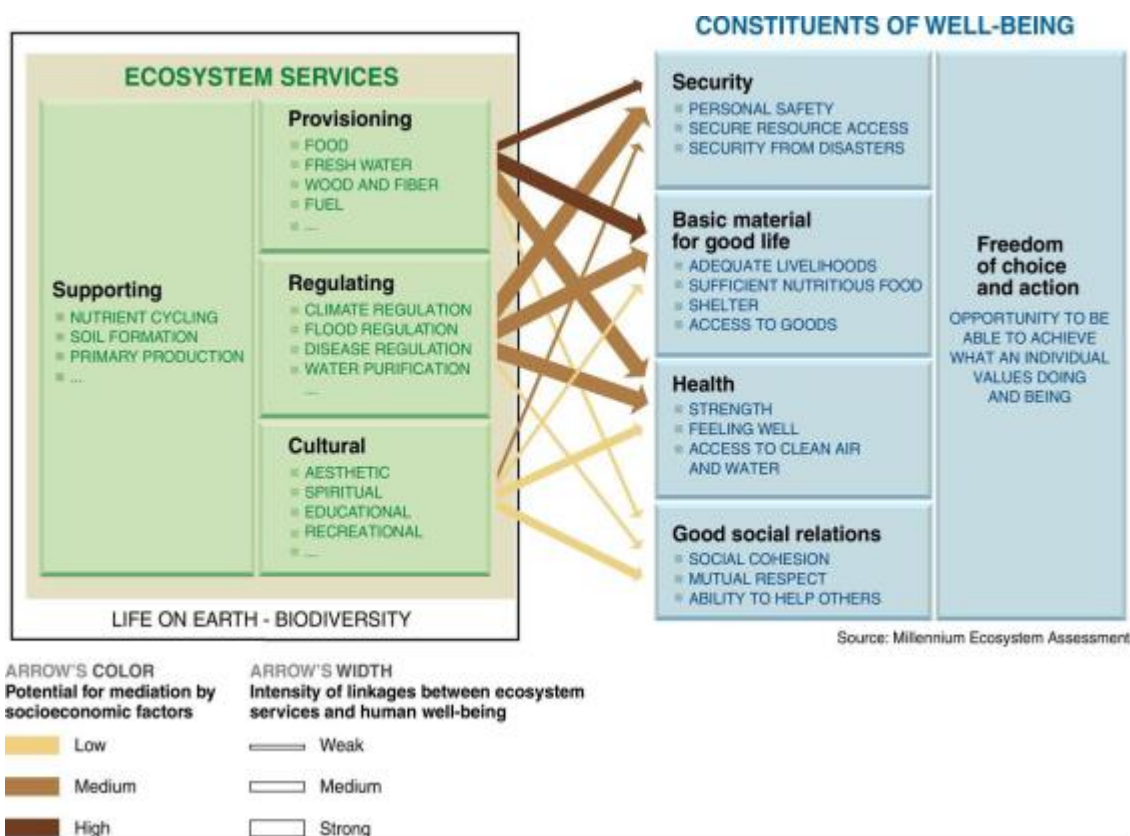 CONSTITUENTS OF WELL-BEING
ECOSYSTEM SERVICES
Supporting
NUTRIENT CYCLING
SOIL FORMATION
PRIMARY PRODUCTION
...
Provisioning
FOOD
FRESH WATER
WOOD AND FIBER
FUEL
...
Regulating
CLIMATE REGULATION
FLOOD REGULATION
DISEASE REGULATION
WATER PURIFICATION
...
Cultural
AESTHETIC
SPIRITUAL
EDUCATIONAL
RECREATIONAL
...
LIFE ON EARTH - BIODIVERSITY
Security
PERSONAL SAFETY
SECURE RESOURCE ACCESS
SECURITY FROM DISASTERS
Basic material
for good life
ADEQUATE LIVELIHOODS
SUFFICIENT NUTRITIOUS FOOD
SHELTER
ACCESS TO GOODS
Health
STRENGTH
FEELING WELL
ACCESS TO CLEAN AIR
AND WATER
Good social relations
SOCIAL COHESION
MUTUAL RESPECT
ABILITY TO HELP OTHERS
Freedom
of choice
and action
OPPORTUNITY TO BE
ABLE TO ACHIEVE
WHAT AN INDIVIDUAL
VALUES DOING
AND BEING
Source: Millennium Ecosystem Assessment
ARROW'S COLOR
Potential for mediation by
socioeconomic factors
Low
Medium
High
ARROW'S WIDTH
Intensity of linkages between ecosystem
services and human well-being
Weak
Medium
Strong